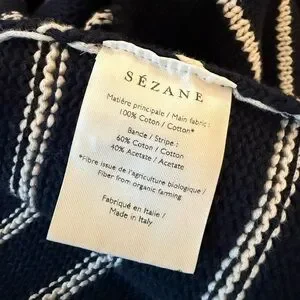 SÉZANE
Matière principale / Main fabric :
100% Coton / Cotton*
Bande / Stripe :
60% Coton / Cotton
40% Acetate / Acetate
*Fibre issue de l'agriculture biologique /
Fiber from organic farming
Fabriqué en Italie /
Made in Italy